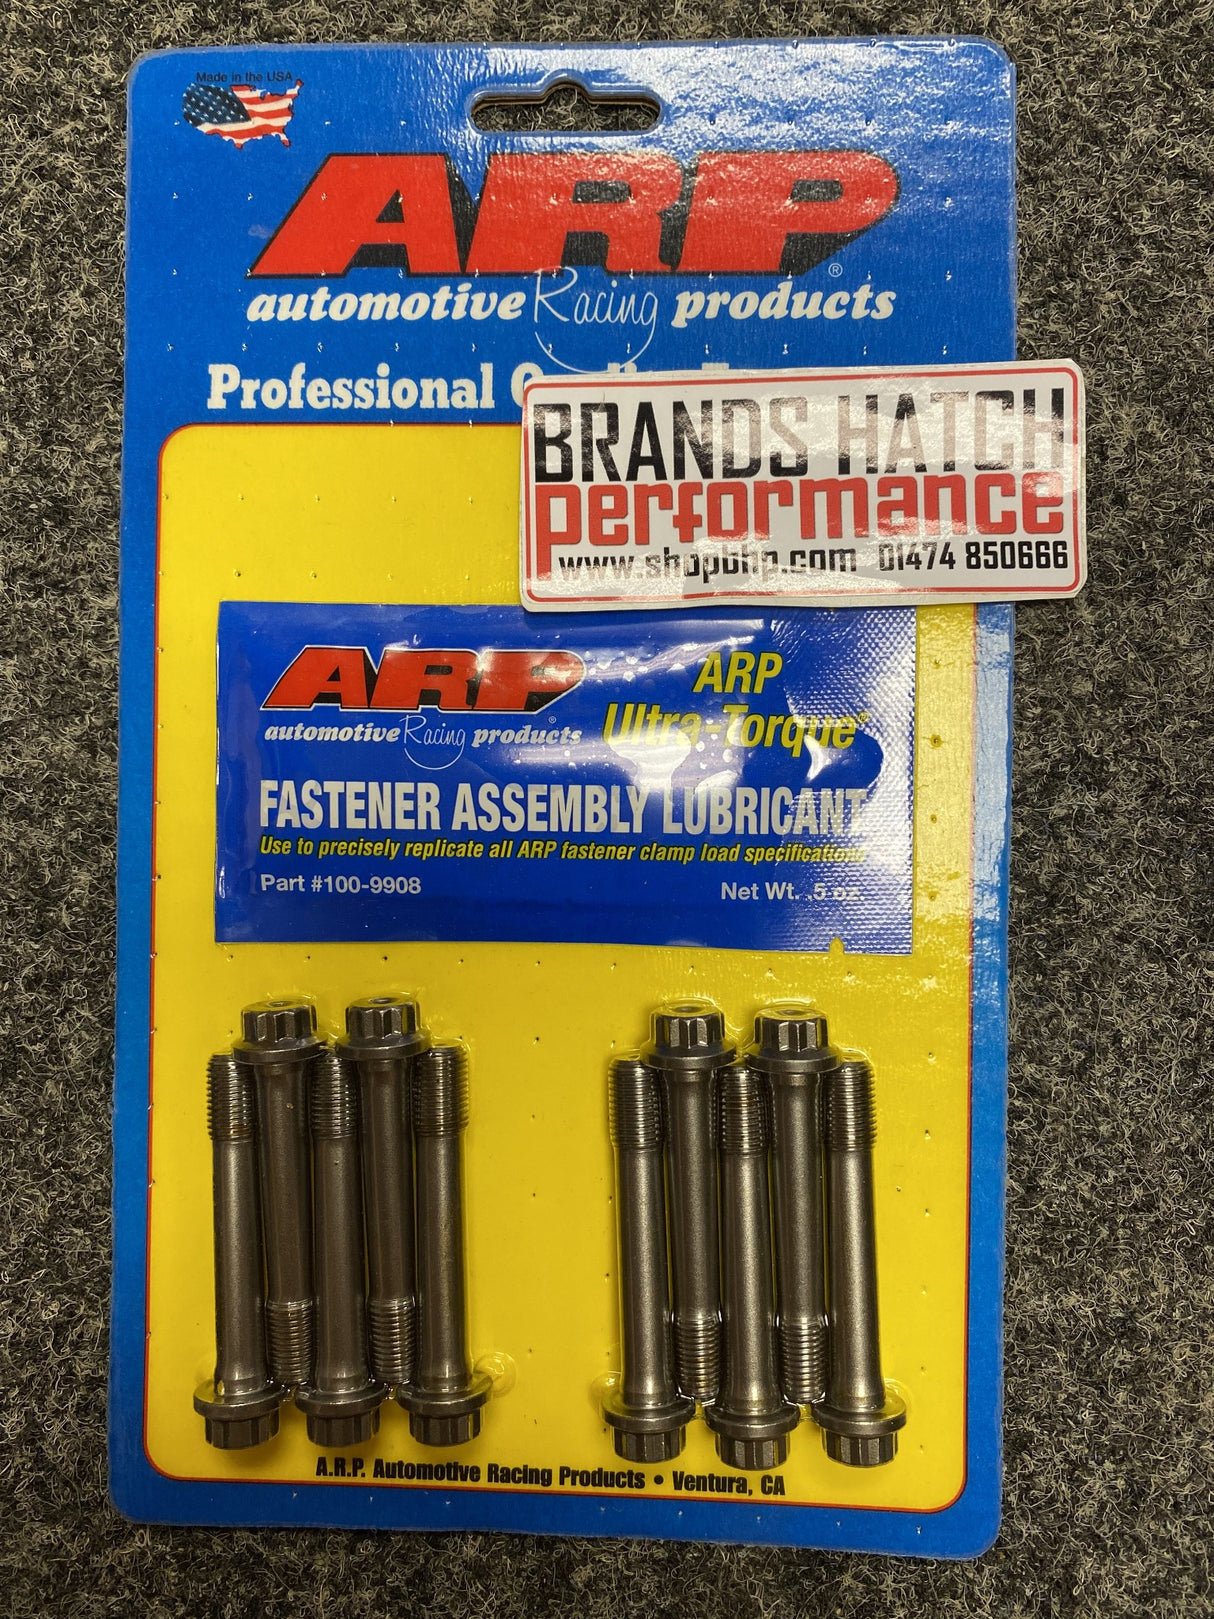 Made in the USA
ARP®
automotive Racing products
Professional
BRANDS HATCH
performance
www.shopbhp.com 01474 850666
ARP
automotive Racing products®
ARP
Ultra-Torque®
FASTENER ASSEMBLY LUBRICANT
Use to precisely replicate all ARP fastener clamp load specifications
Part #100-9908
Net Wt. .5 oz.
A.R.P. Automotive Racing Products • Ventura, CA